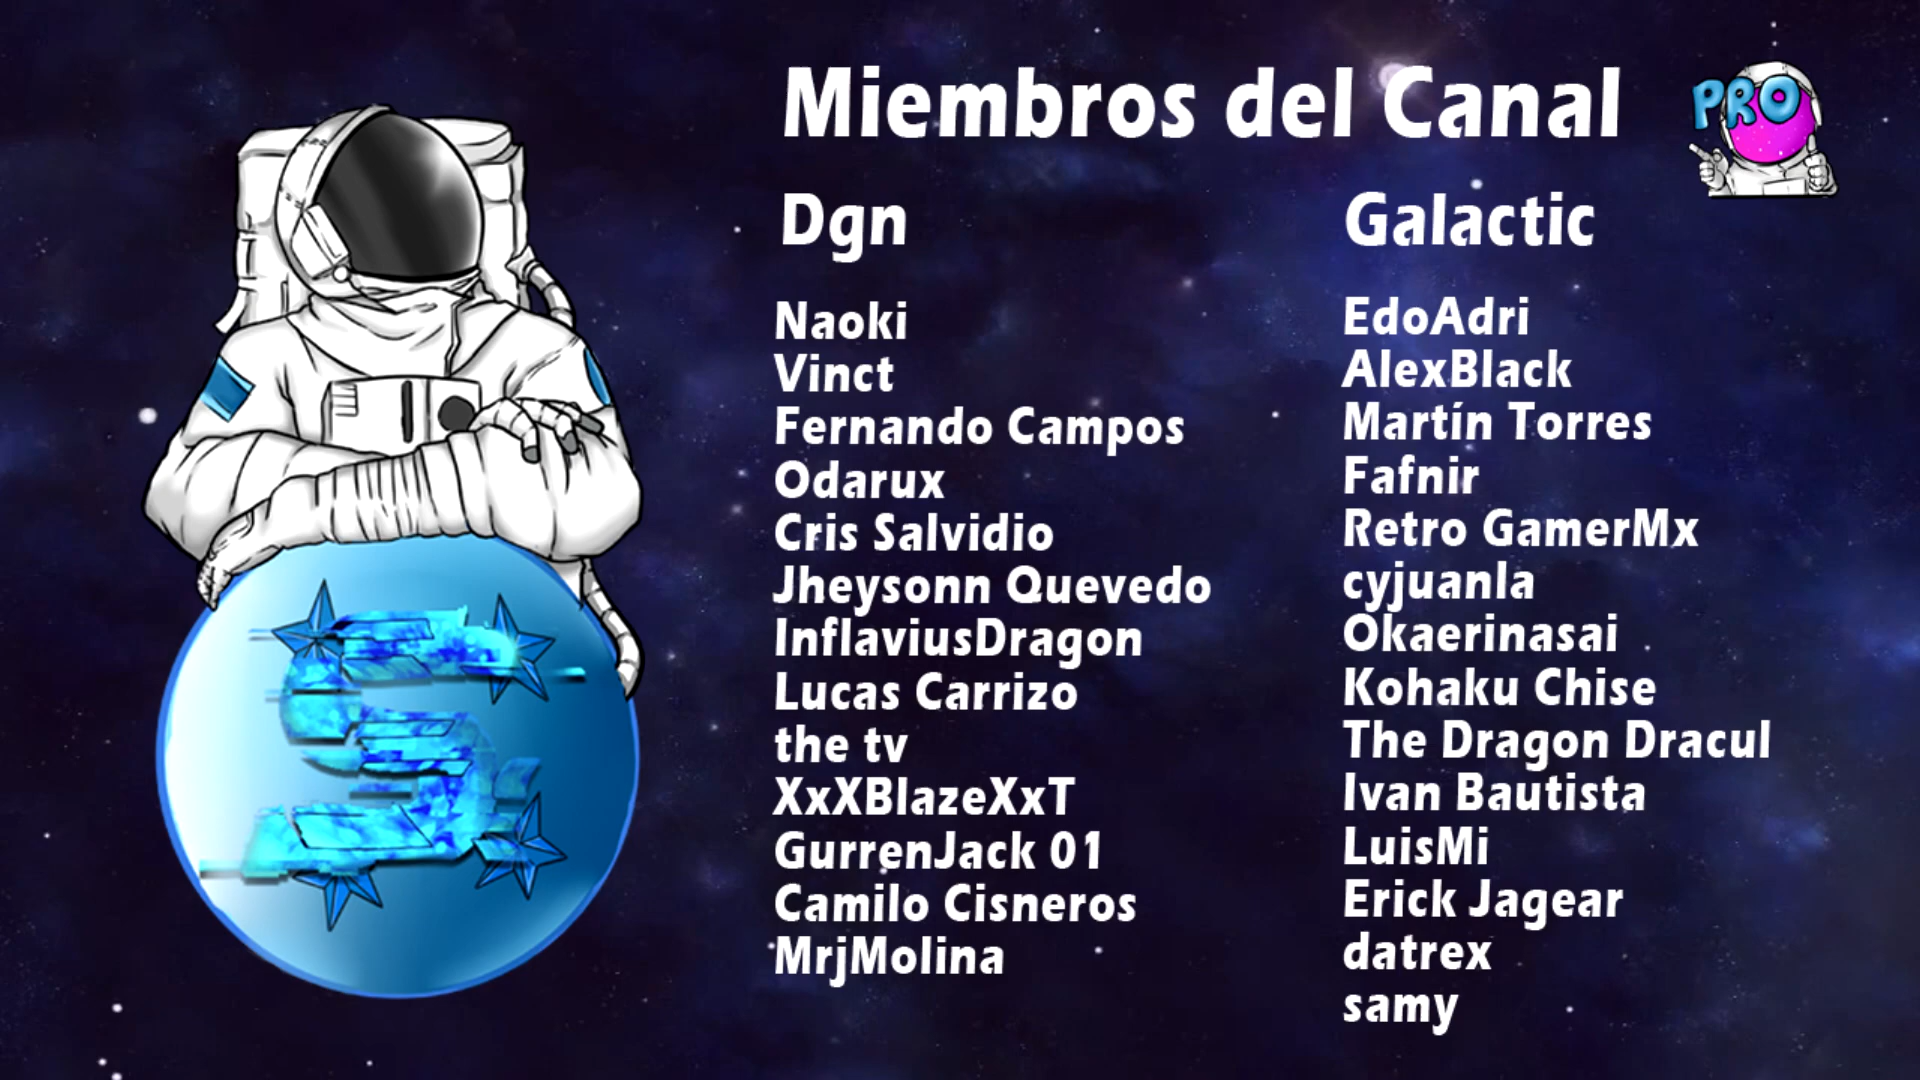 Miembros del Canal
PRO
Dgn
Naoki
Vinct
Fernando Campos
Odarux
Cris Salvidio
Jheysonn Quevedo
InflaviusDragon
Lucas Carrizo
the tv
XxXBlazeXxT
GurrenJack 01
Camilo Cisneros
MrjMolina
Galactic
EdoAdri
AlexBlack
Martín Torres
Fafnir
Retro GamerMx
cyjuanla
Okaerinasai
Kohaku Chise
The Dragon Dracul
Ivan Bautista
LuisMi
Erick Jagear
datrex
samy
S